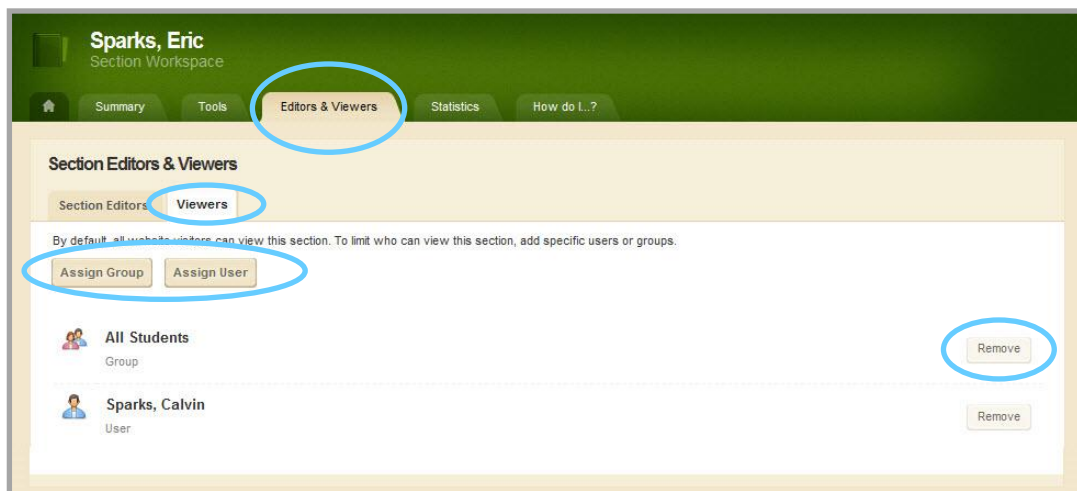 Sparks, Eric
Section Workspace
Summary Tools Editors & Viewers Statistics How do I...?
Section Editors & Viewers
Section Editors Viewers
By default, all website visitors can view this section. To limit who can view this section, add specific users or groups.
Assign Group Assign User
All Students
Group
Remove
Sparks, Calvin
User
Remove